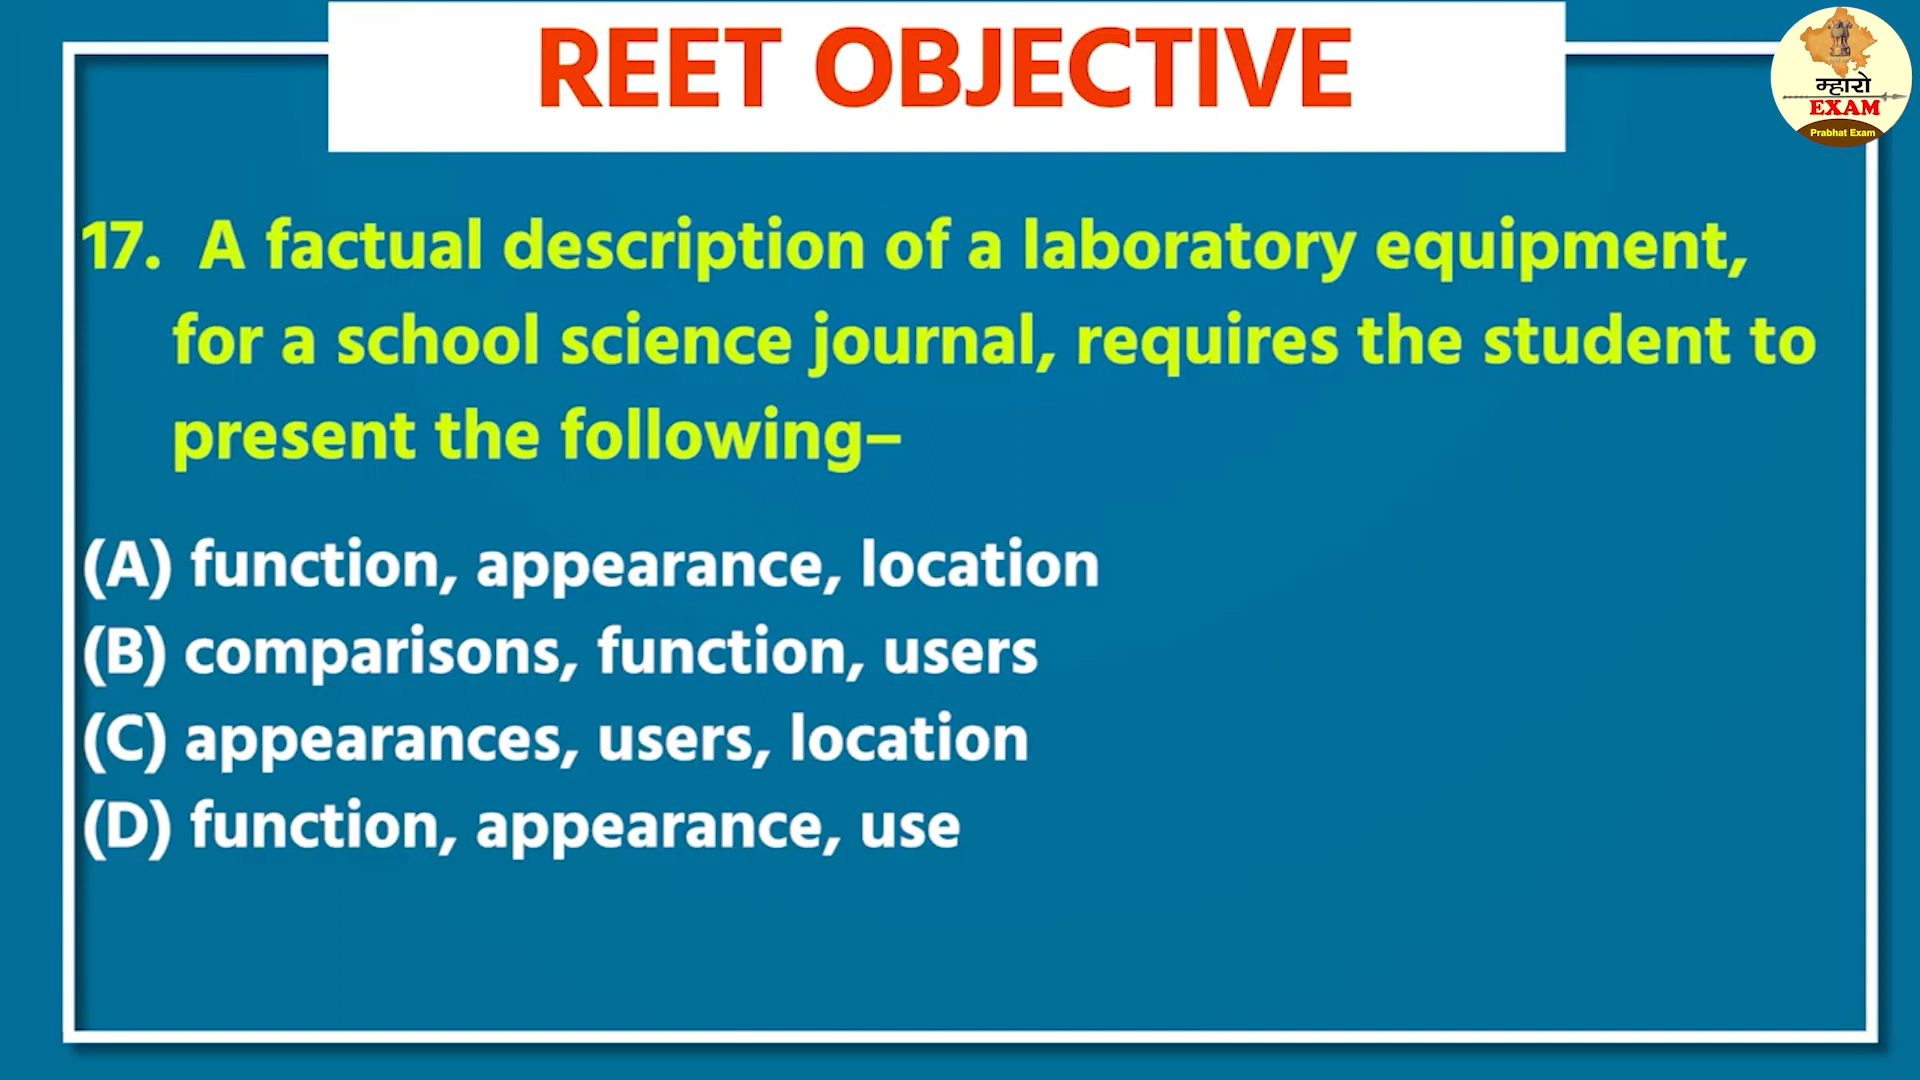 REET OBJECTIVE
म्हारो
EXAM
Prabhat Exam
17. A factual description of a laboratory equipment,
for a school science journal, requires the student to
present the following–
(A) function, appearance, location
(B) comparisons, function, users
(C) appearances, users, location
(D) function, appearance, use